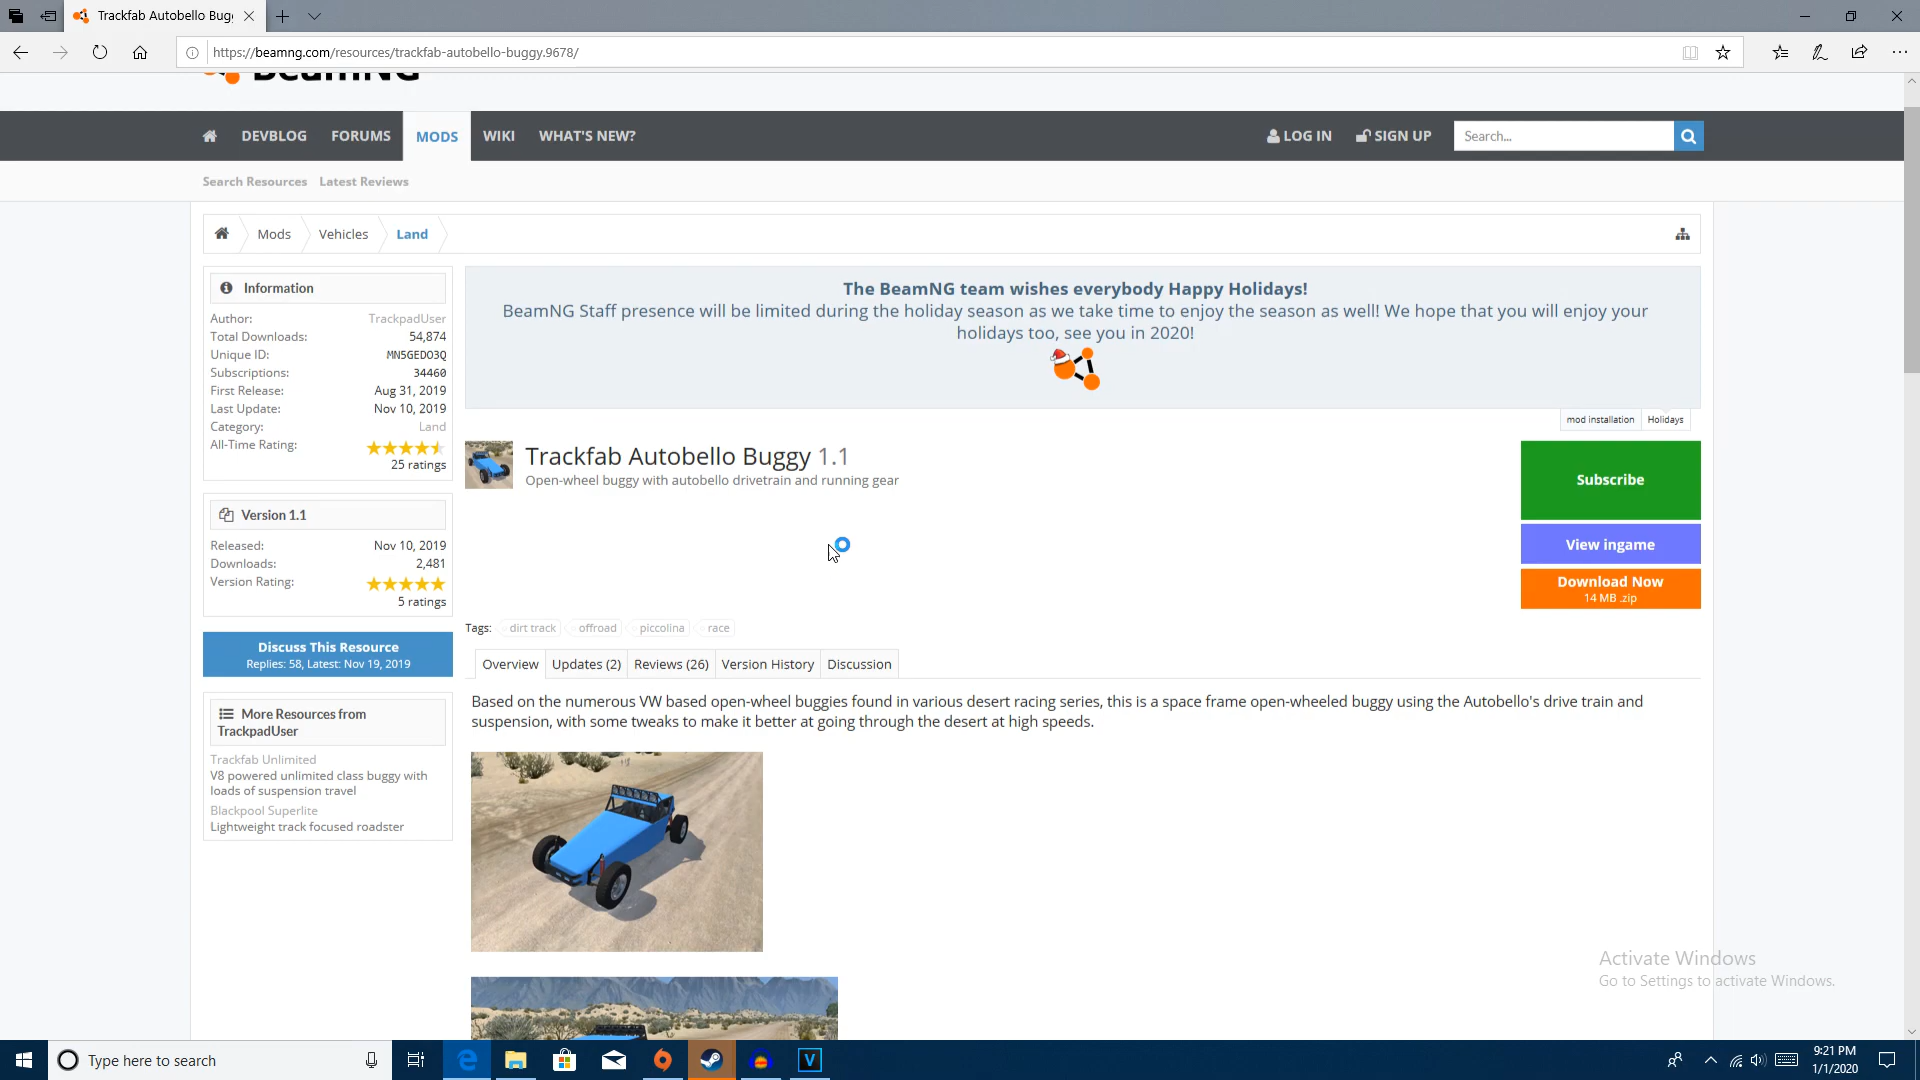 Trackfab Autobello Bugg
https://beamng.com/resources/trackfab-autobello-buggy.9678/
BeamNG
DEVBLOG FORUMS MODS WIKI WHAT'S NEW? LOG IN SIGN UP Search...
Search Resources Latest Reviews
Mods Vehicles Land
Information
Author: TrackpadUser
Total Downloads: 54,874
Unique ID: MN5GEDO3Q
Subscriptions: 34460
First Release: Aug 31, 2019
Last Update: Nov 10, 2019
Category: Land
All-Time Rating:
25 ratings
Version 1.1
Released: Nov 10, 2019
Downloads: 2,481
Version Rating:
5 ratings
Discuss This Resource
Replies: 58, Latest: Nov 19, 2019
More Resources from
TrackpadUser
Trackfab Unlimited
V8 powered unlimited class buggy with
loads of suspension travel
Blackpool Superlite
Lightweight track focused roadster
The BeamNG team wishes everybody Happy Holidays!
BeamNG Staff presence will be limited during the holiday season as we take time to enjoy the season as well! We hope that you will enjoy your
holidays too, see you in 2020!
mod installation Holidays
Trackfab Autobello Buggy 1.1
Open-wheel buggy with autobello drivetrain and running gear
Subscribe
View ingame
Download Now
14 MB .zip
Tags: dirt track offroad piccolina race
Overview Updates (2) Reviews (26) Version History Discussion
Based on the numerous VW based open-wheel buggies found in various desert racing series, this is a space frame open-wheeled buggy using the Autobello's drive train and
suspension, with some tweaks to make it better at going through the desert at high speeds.
Activate Windows
Go to Settings to activate Windows.
Type here to search
V
9:21 PM
1/1/2020